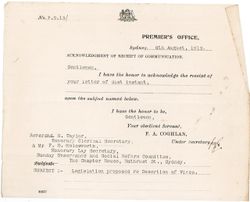 PREMIER'S OFFICE,
Sydney, 8th August, 1912.
ACKNOWLEDGMENT OF RECEIPT OF COMMUNICATION.
Gentlemen,
I have the honor to acknowledge the receipt of
your letter of 31st instant,
upon the subject named below.
I have the honor to be,
Gentlemen,
Your obedient Servant,
F. A. COGHLAN,
Under Secretary
Reverend H. Taylor,
Honorary Clerical Secretary,
& Mr F. B. Holdsworth,
Honorary Lay Secretary,
Sunday Observance and Social Reform Committee,
The Chapter House, Bathurst St., Sydney.
SUBJECT :- Legislation proposed re Desertion of Wives.